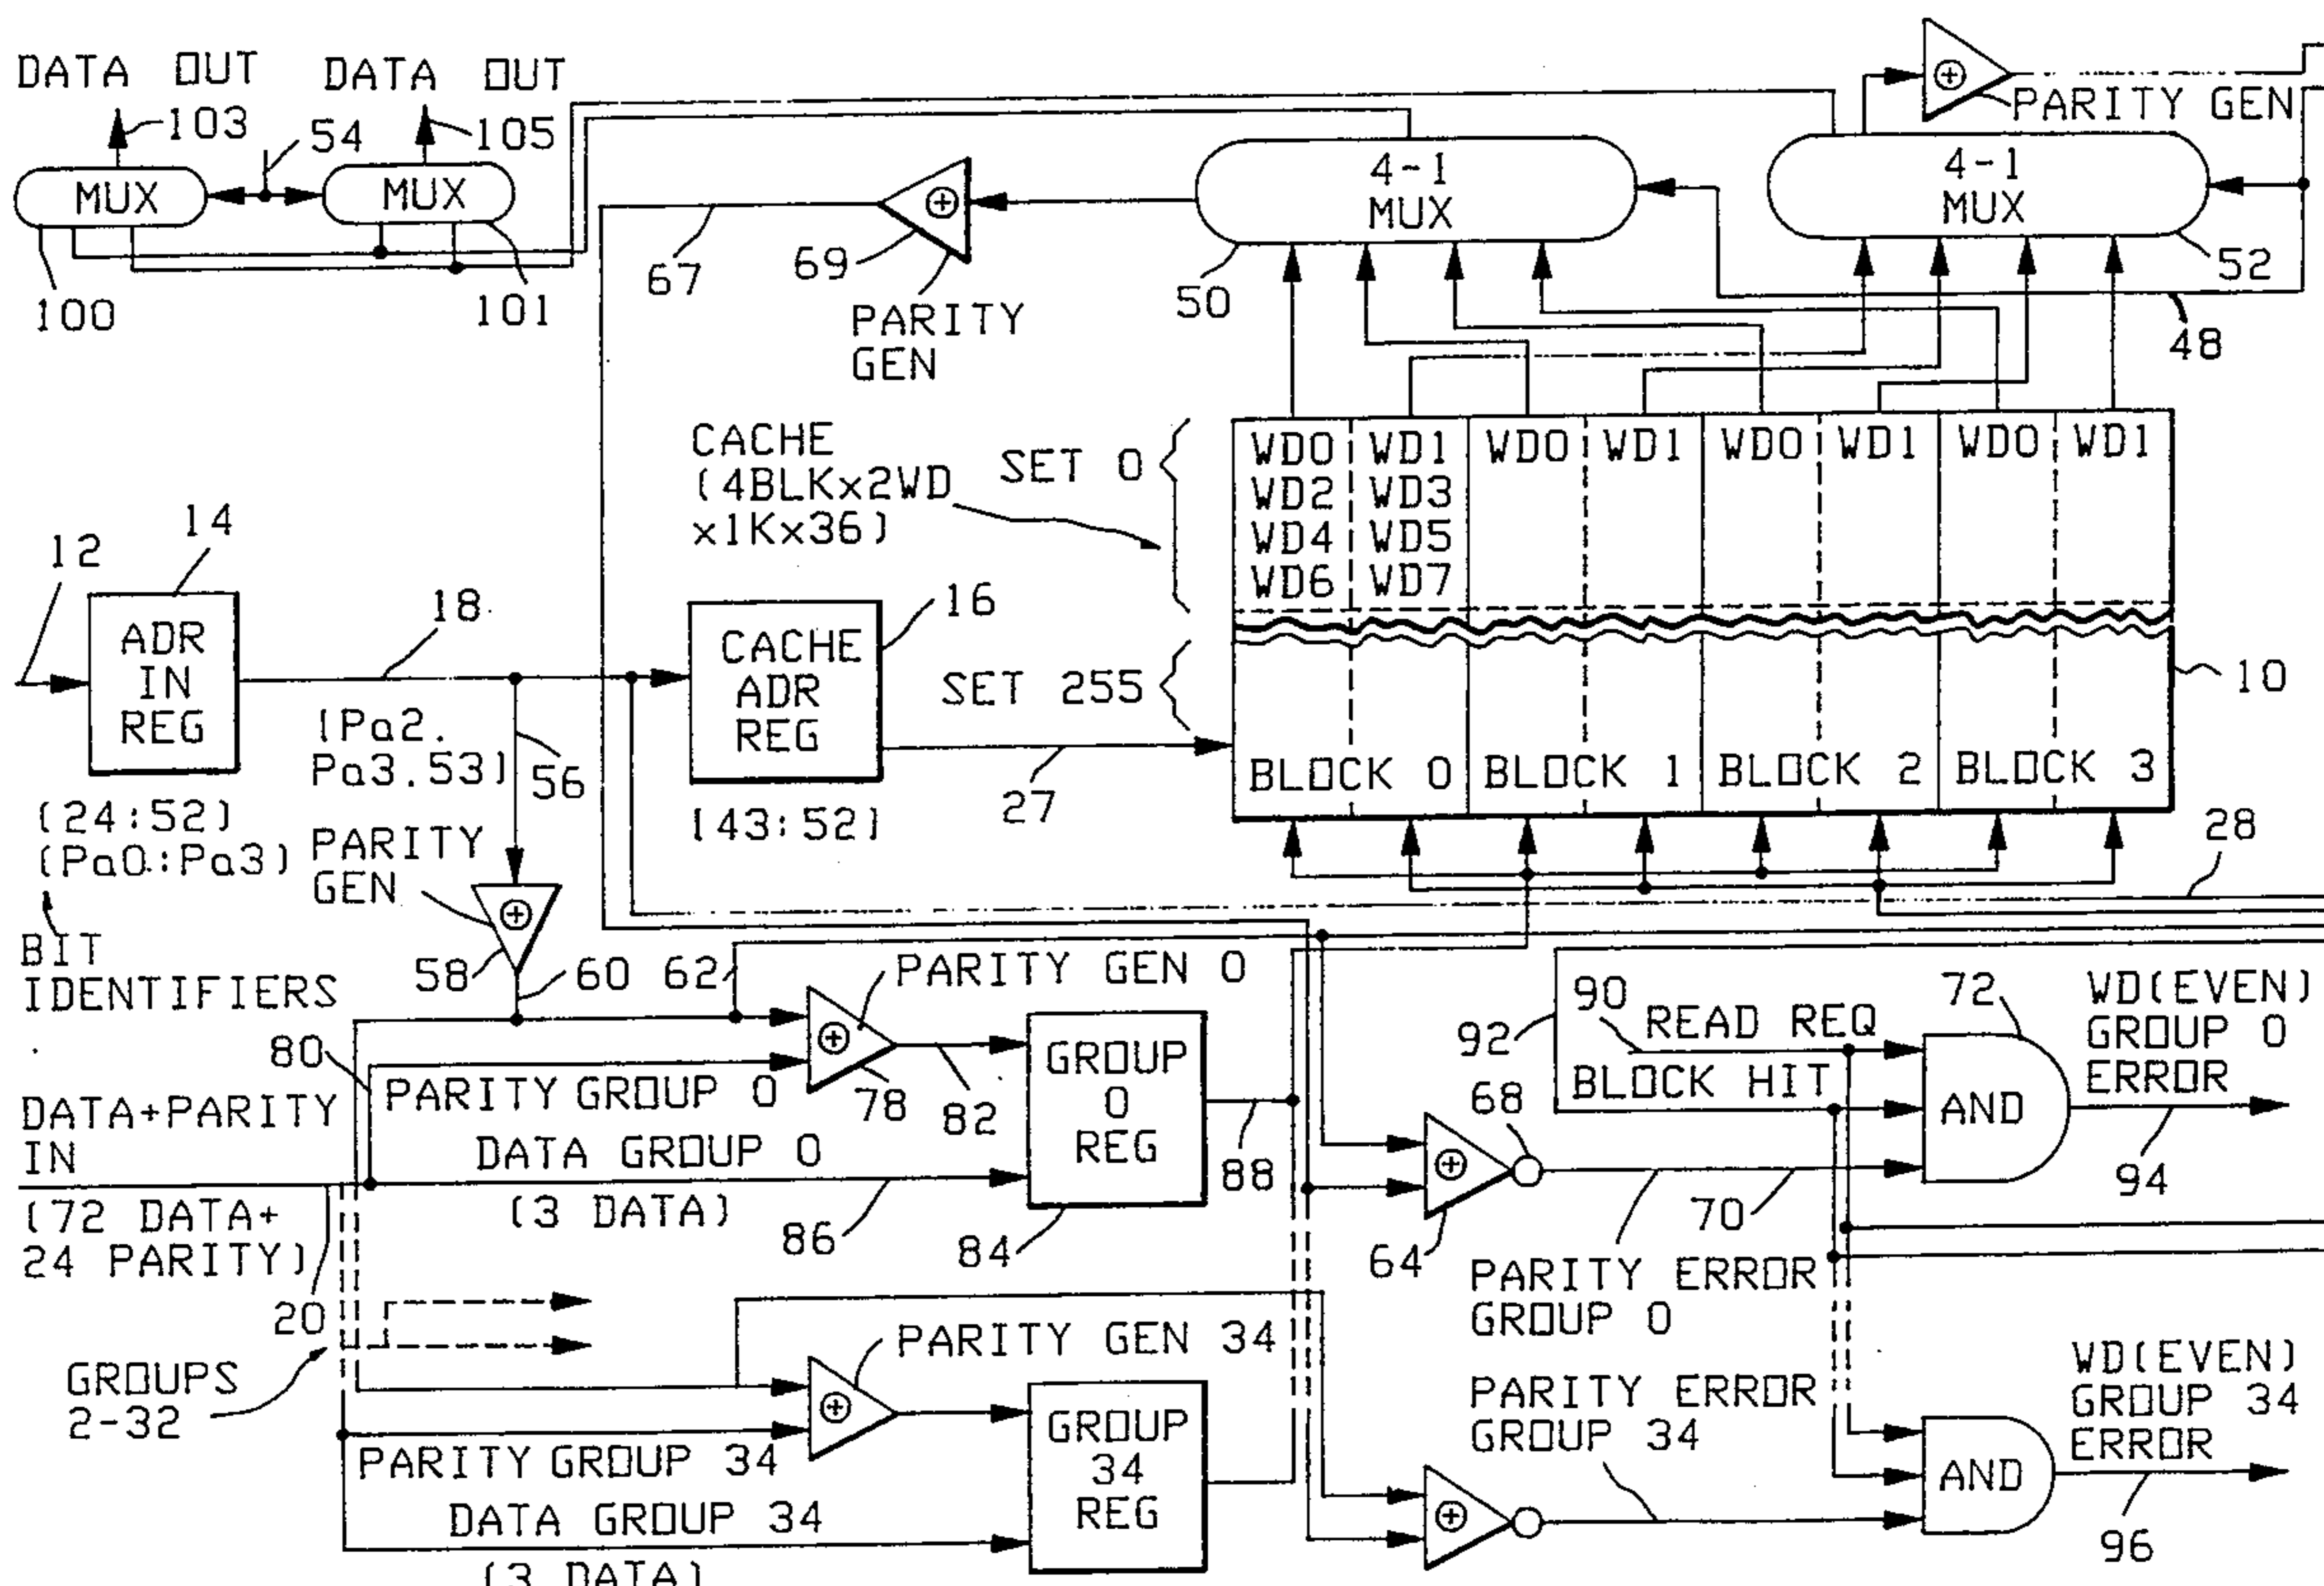 DATA OUT
DATA OUT
103
54
105
MUX
MUX
100
101
67
69
PARITY
GEN
4-1
MUX
50
PARITY GEN
4-1
MUX
52
48
CACHE
(4BLKx2WD
x1Kx36)
SET 0
WD0 WD1 WD0 WD1 WD0 WD1 WD0 WD1
WD2 WD3
WD4 WD5
WD6 WD7
SET 255
BLOCK 0 BLOCK 1 BLOCK 2 BLOCK 3
10
12
14
ADR
IN
REG
18
16
CACHE
ADR
REG
(Pa2.
Pa3.53)
56
27
(24:52)
(Pa0:Pa3)
(43:52)
PARITY
GEN
28
BIT
IDENTIFIERS
58
60
62
PARITY GEN 0
80
PARITY GROUP 0
78
82
GROUP
0
REG
DATA+PARITY
IN
(72 DATA+
24 PARITY)
DATA GROUP 0
(3 DATA)
86
84
88
20
90
92
READ REQ
BLOCK HIT
72
AND
WD(EVEN)
GROUP 0
ERROR
94
68
64
70
PARITY ERROR
GROUP 0
GROUPS
2-32
PARITY GEN 34
PARITY GROUP 34
GROUP
34
REG
DATA GROUP 34
(3 DATA)
PARITY ERROR
GROUP 34
AND
WD(EVEN)
GROUP 34
ERROR
96